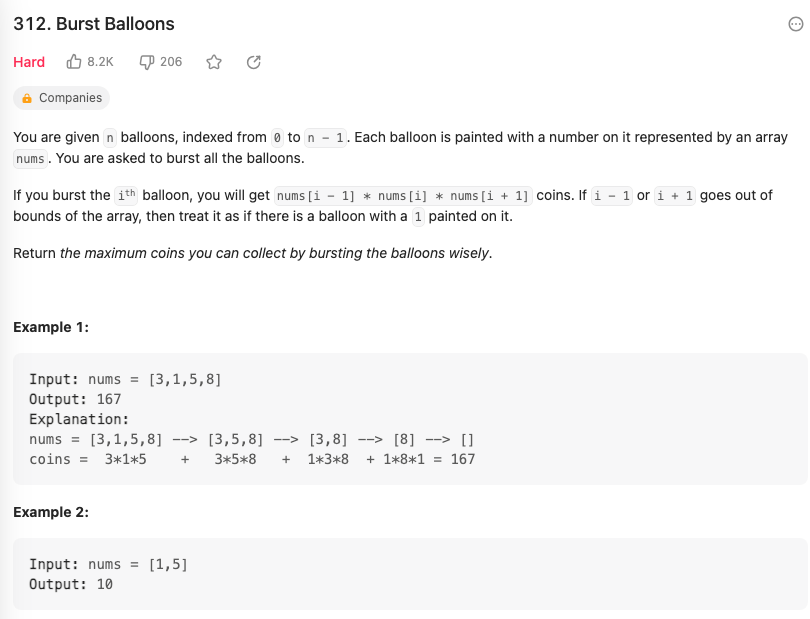 312. Burst Balloons
Hard 8.2K 206
Companies
You are given n balloons, indexed from 0 to n - 1. Each balloon is painted with a number on it represented by an array
nums. You are asked to burst all the balloons.
If you burst the ith balloon, you will get nums[i - 1] * nums[i] * nums[i + 1] coins. If i - 1 or i + 1 goes out of
bounds of the array, then treat it as if there is a balloon with a 1 painted on it.
Return the maximum coins you can collect by bursting the balloons wisely.
Example 1:
Input: nums = [3,1,5,8]
Output: 167
Explanation:
nums = [3,1,5,8] --> [3,5,8] --> [3,8] --> [8] --> []
coins =  3*1*5    +   3*5*8   +  1*3*8  + 1*8*1 = 167
Example 2:
Input: nums = [1,5]
Output: 10